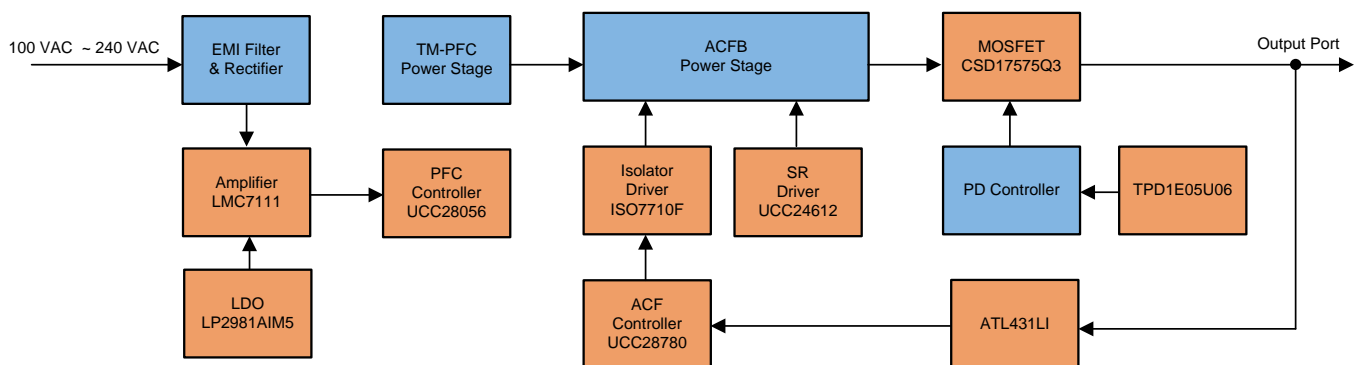 100 VAC ~ 240 VAC
EMI Filter
& Rectifier
TM-PFC
Power Stage
ACFB
Power Stage
MOSFET
CSD17575Q3
Output Port
Amplifier
LMC7111
PFC
Controller
UCC28056
Isolator
Driver
ISO7710F
SR
Driver
UCC24612
PD Controller
TPD1E05U06
LDO
LP2981AIM5
ACF
Controller
UCC28780
ATL431LI